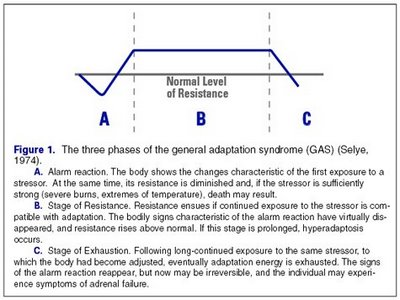 Normal Level
of Resistance
A
B
C
Figure 1. The three phases of the general adaptation syndrome (GAS) (Selye,
1974).
A. Alarm reaction. The body shows the changes characteristic of the first exposure to a
stressor. At the same time, its resistance is diminished and, if the stressor is sufficiently
strong (severe burns, extremes of temperature), death may result.
B. Stage of Resistance. Resistance ensues if continued exposure to the stressor is com-
patible with adaptation. The bodily signs characteristic of the alarm reaction have virtually dis-
appeared, and resistance rises above normal. If this stage is prolonged, hyperadaptosis
occurs.
C. Stage of Exhaustion. Following long-continued exposure to the same stressor, to
which the body had become adjusted, eventually adaptation energy is exhausted. The signs
of the alarm reaction reappear, but now may be irreversible, and the individual may experi-
ence symptoms of adrenal failure.